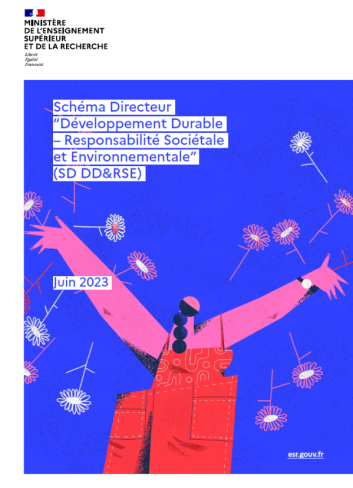 MINISTÈRE
DE L'ENSEIGNEMENT
SUPÉRIEUR
ET DE LA RECHERCHE
Liberté
Égalité
Fraternité
Schéma Directeur
"Développement Durable
– Responsabilité Sociétale
et Environnementale"
(SD DD&RSE)
Juin 2023
esr.gouv.fr